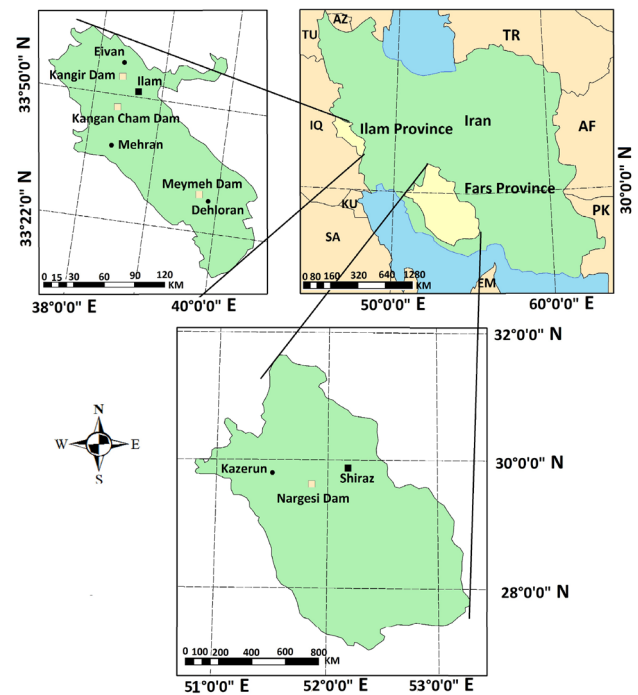 Eivan
Kangir Dam
Ilam
Kangan Cham Dam
Mehran
Meymeh Dam
Dehloran
33°50'0" N
33°22'0" N
0 15 30 60 90 120
KM
38°0'0" E
40°0'0" E
AZ
TU
TR
IQ
Ilam Province
Iran
AF
Fars Province
KU
PK
SA
EM
30°0'0" N
0 80 160 320 640 1280
KM
50°0'0" E
60°0'0" E
32°0'0" N
30°0'0" N
28°0'0" N
Kazerun
Shiraz
Nargesi Dam
0 100 200 400 600 800
KM
51°0'0" E
52°0'0" E
53°0'0" E
N
W E
S